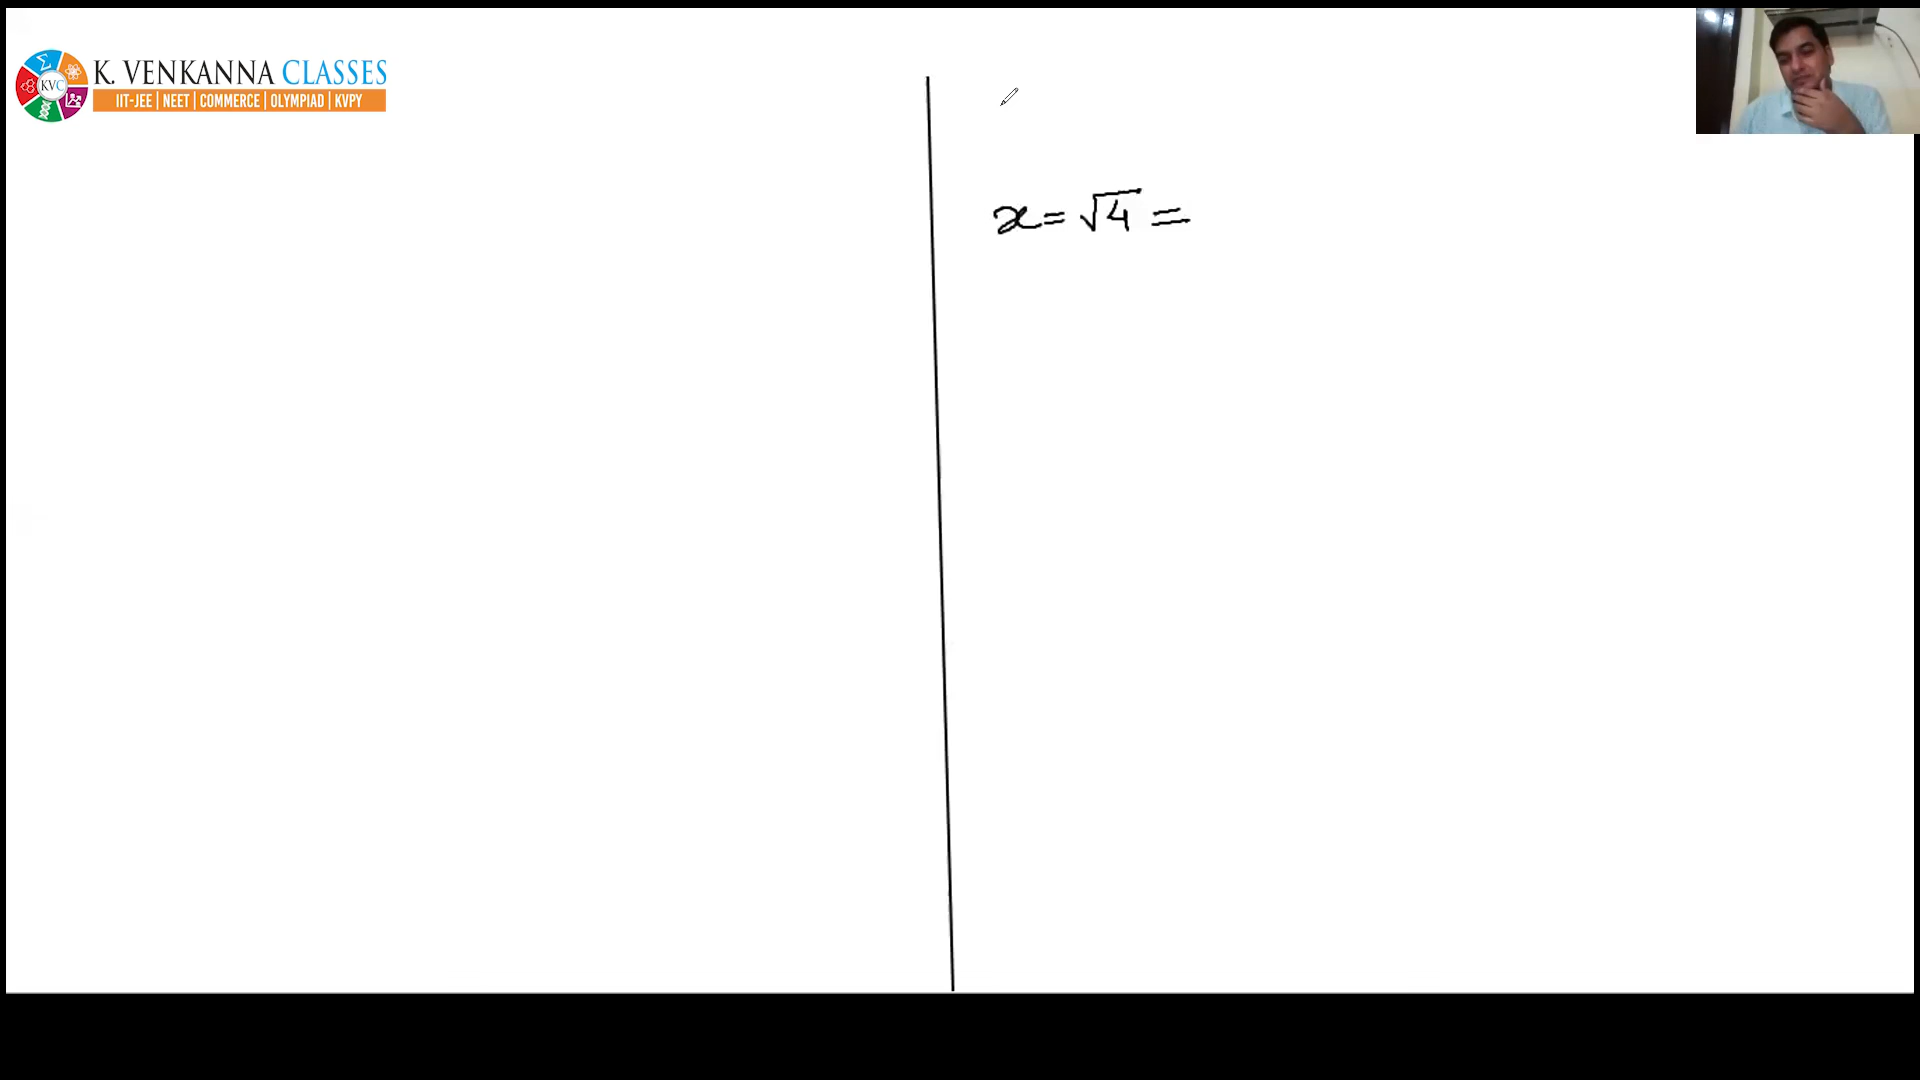 KVC
K. VENKANNA CLASSES
IIT-JEE | NEET | COMMERCE | OLYMPIAD | KVPY
x = √4 =